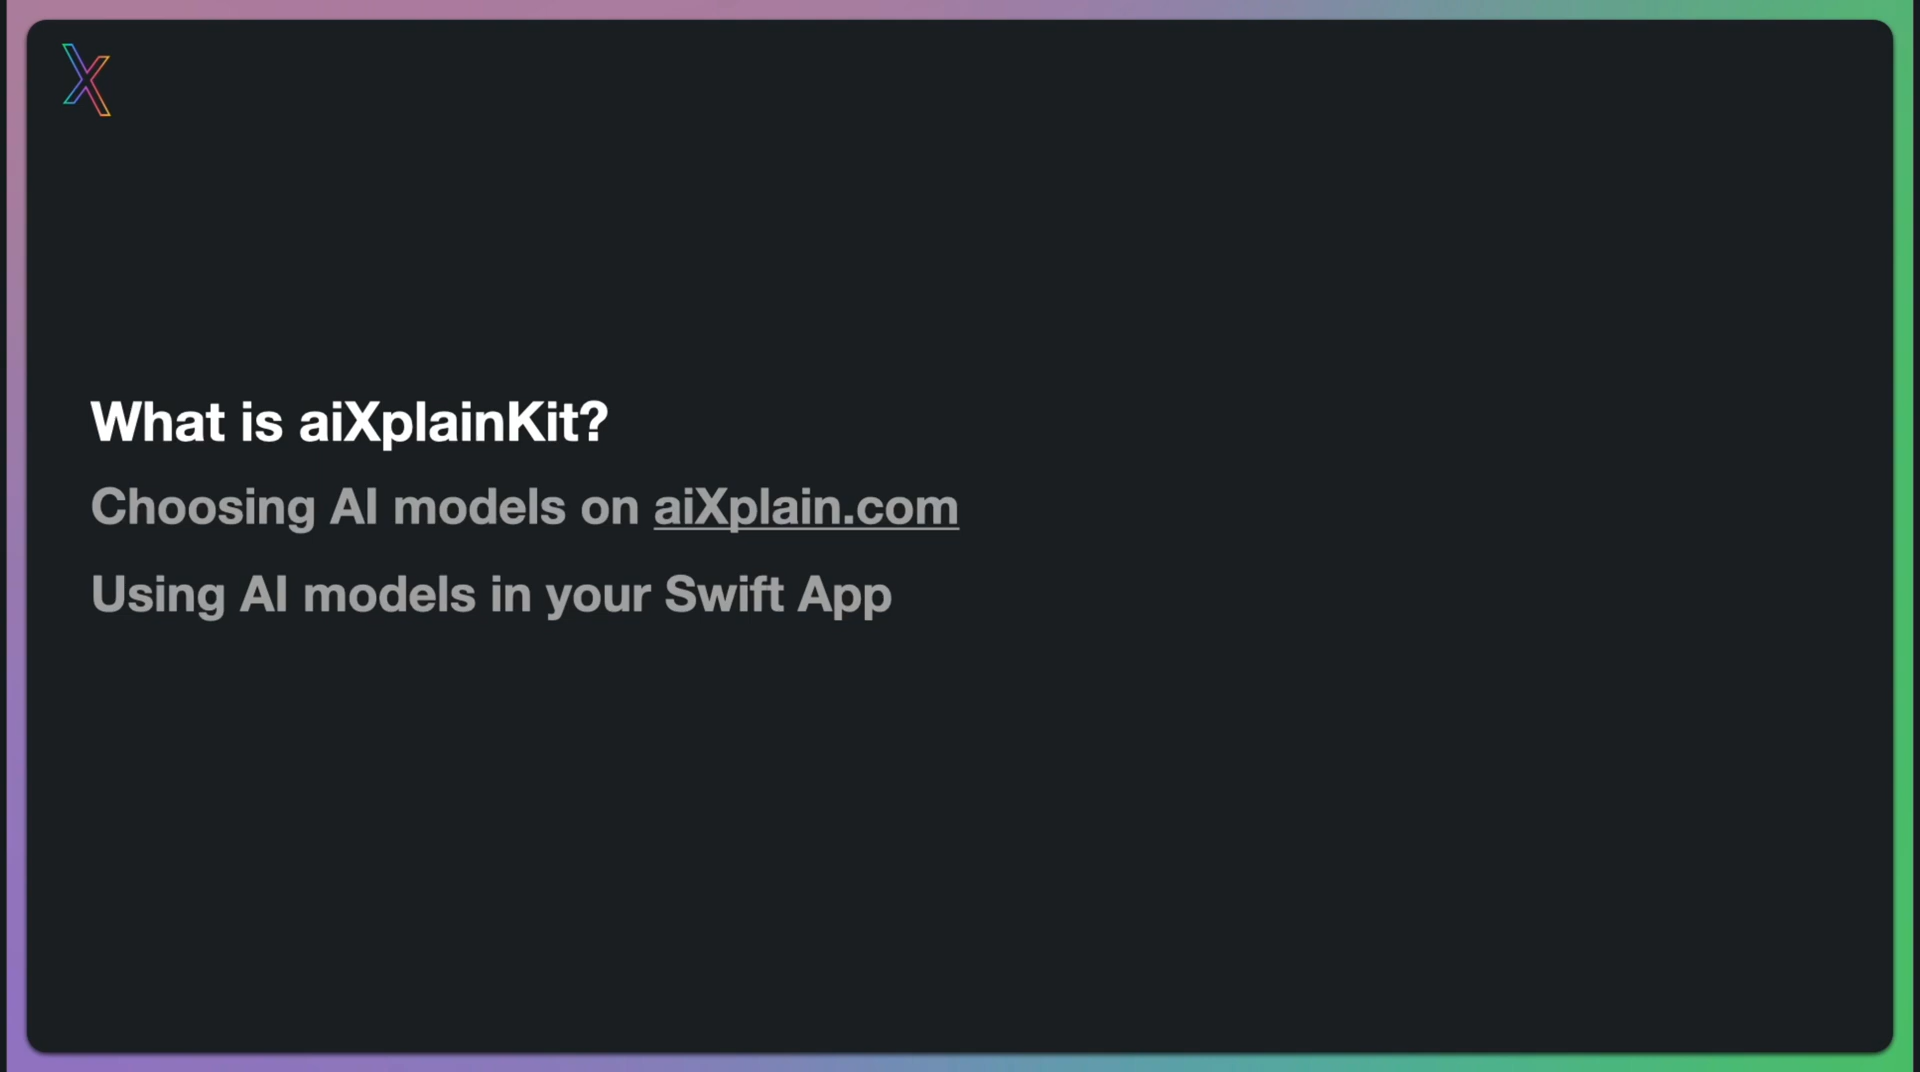 What is aiXplainKit?
Choosing AI models on aiXplain.com
Using AI models in your Swift App